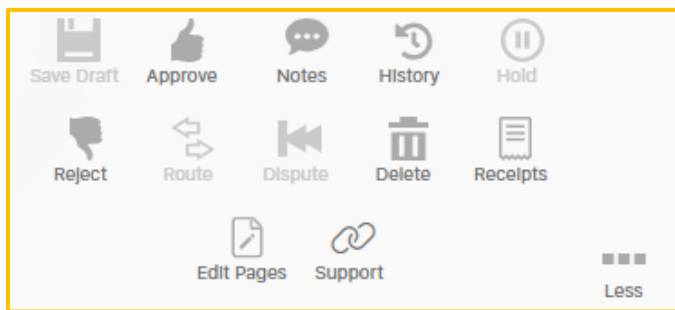 Save Draft Approve Notes History Hold
Reject Route Dispute Delete Receipts
Edit Pages Support
Less